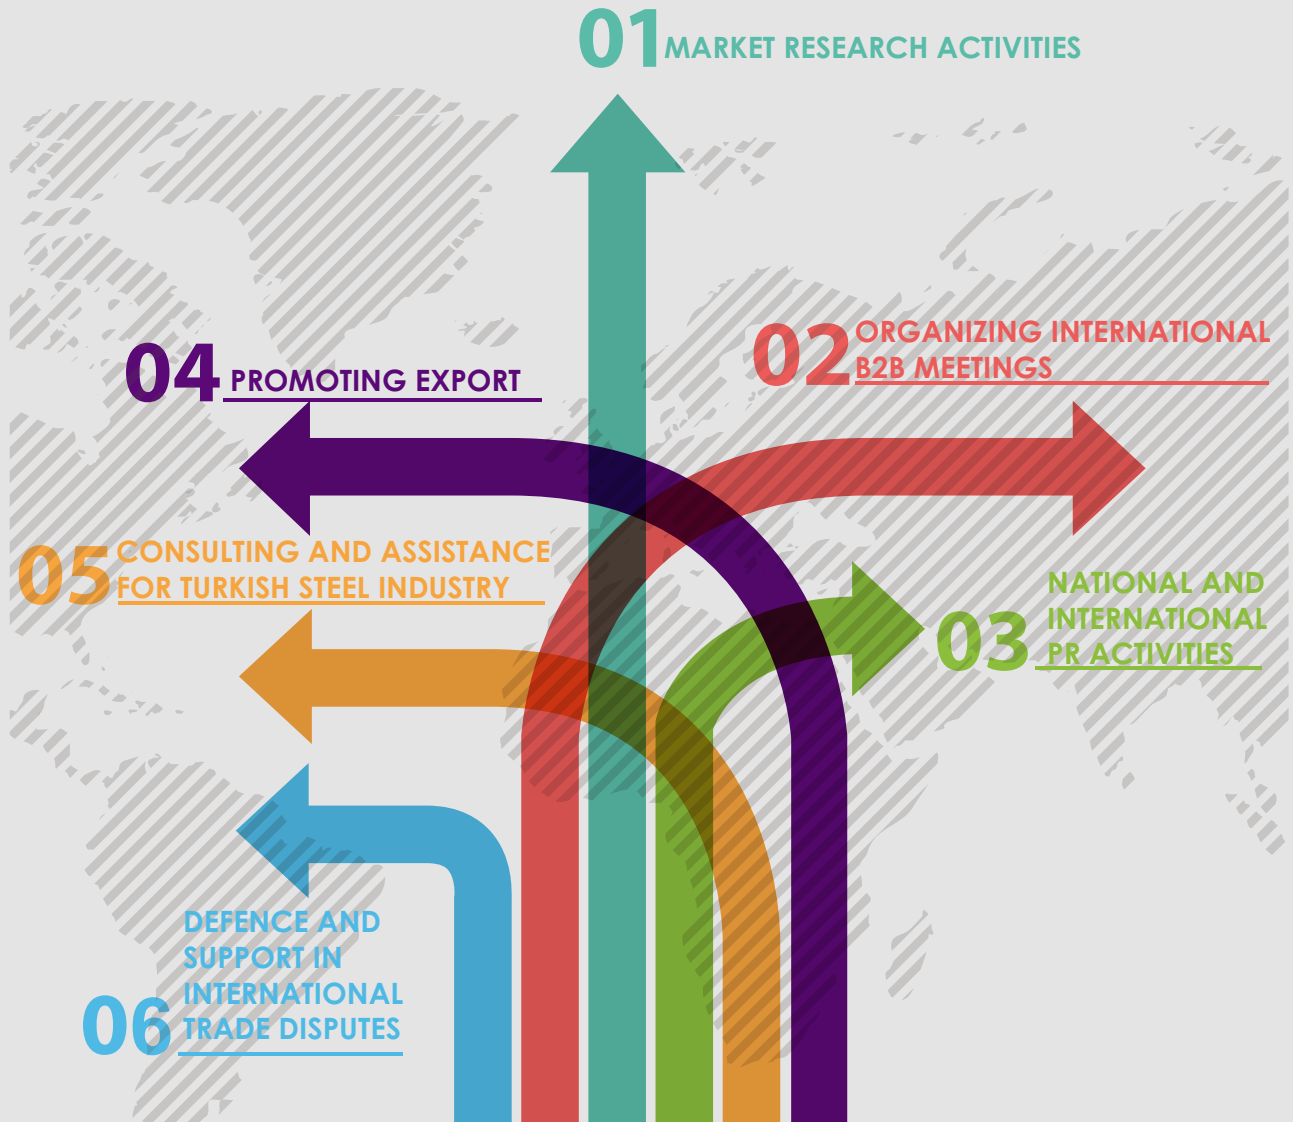 01 MARKET RESEARCH ACTIVITIES
02 ORGANIZING INTERNATIONAL
B2B MEETINGS
03 NATIONAL AND
INTERNATIONAL
PR ACTIVITIES
04 PROMOTING EXPORT
05 CONSULTING AND ASSISTANCE
FOR TURKISH STEEL INDUSTRY
06 DEFENCE AND
SUPPORT IN
INTERNATIONAL
TRADE DISPUTES